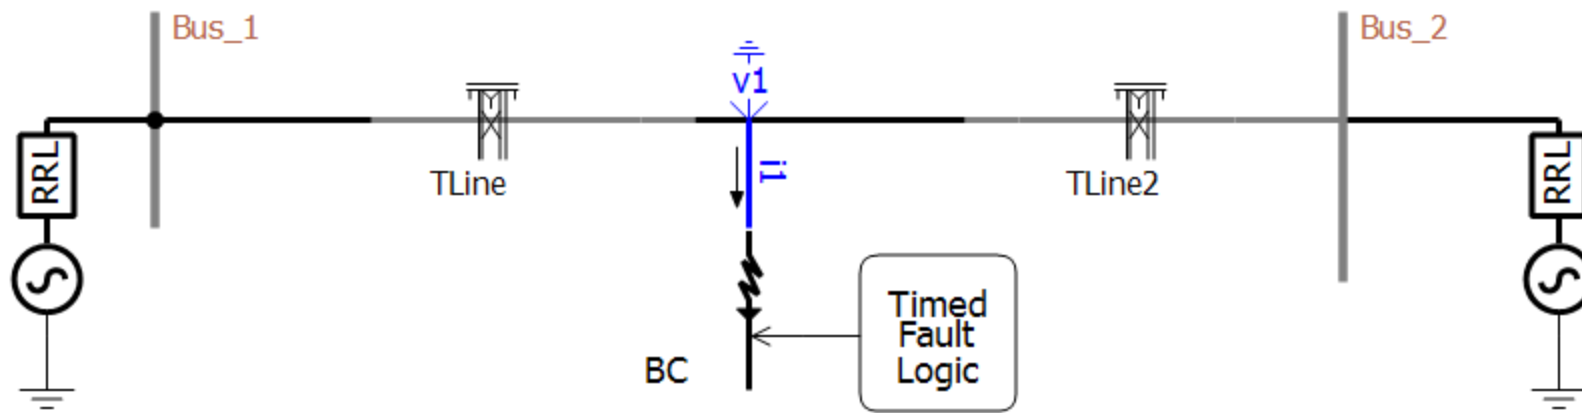 Bus_1
Bus_2
v1
RRL
RRL
TLine
i1
TLine2
Timed
Fault
Logic
BC